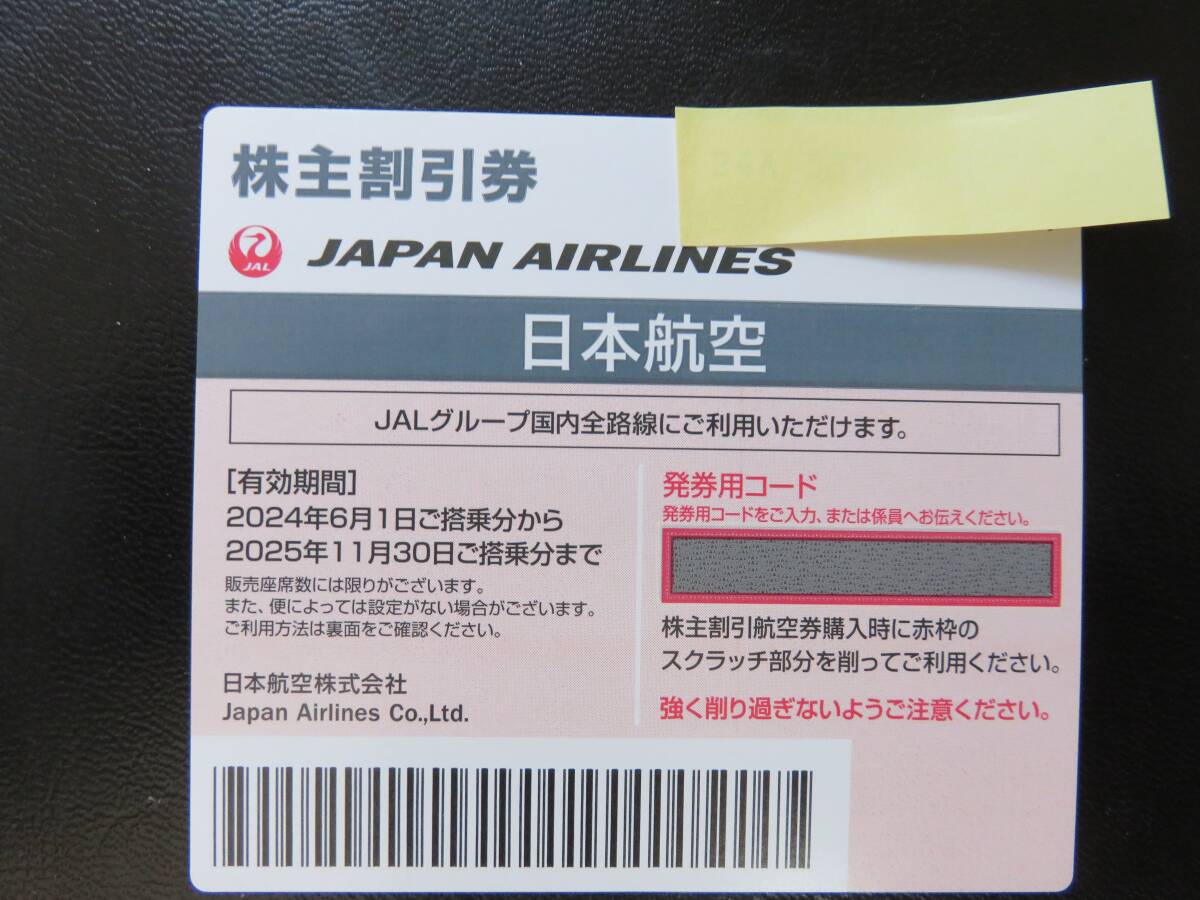 株主割引券
JAL
JAPAN AIRLINES
日本航空
JALグループ国内全路線にご利用いただけます。
[有効期間]
2024年6月1日ご搭乗分から
2025年11月30日ご搭乗分まで
販売座席数には限りがございます。
また、便によっては設定がない場合がございます。
ご利用方法は裏面をご確認ください。
日本航空株式会社
Japan Airlines Co.,Ltd.
発券用コード
発券用コードをご入力、または係員へお伝えください。
株主割引航空券購入時に赤枠の
スクラッチ部分を削ってご利用ください。
強く削り過ぎないようご注意ください。